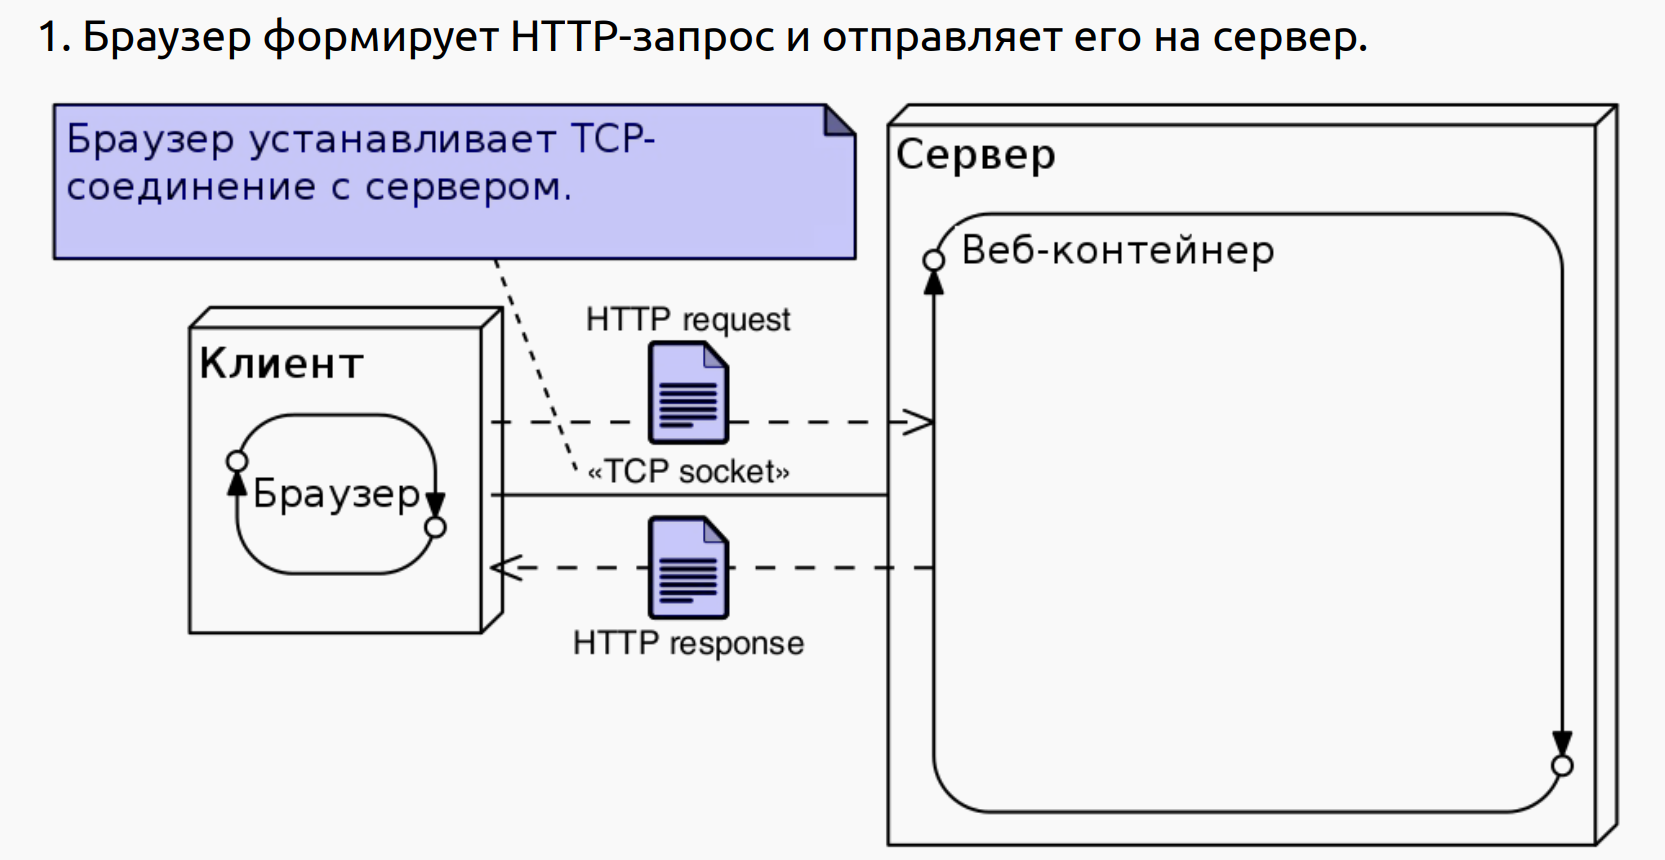 1. Браузер формирует HTTP-запрос и отправляет его на сервер.
Браузер устанавливает TCP-
соединение с сервером.
Сервер
Веб-контейнер
HTTP request
Клиент
«TCP socket»
Браузер
HTTP response